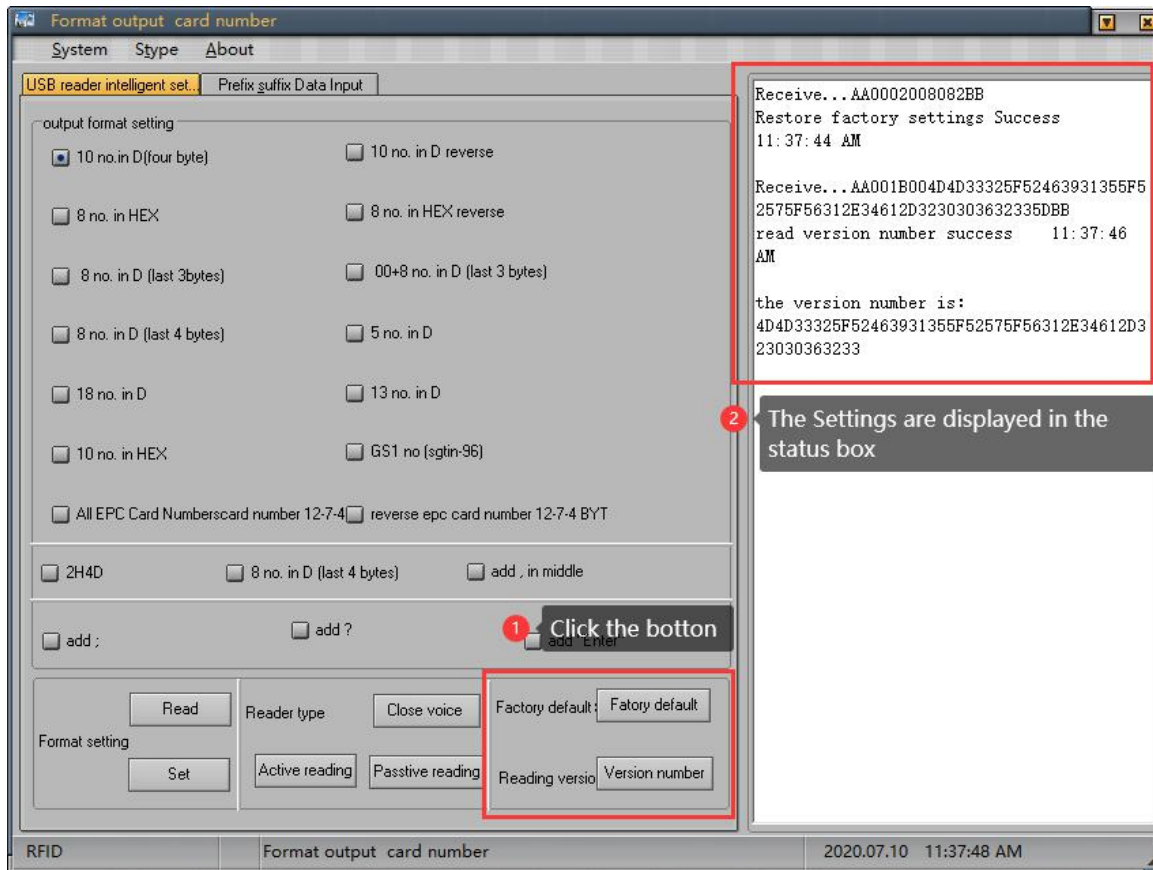 Format output card number
System Stype About
USB reader intelligent set... Prefix suffix Data Input
output format setting
10 no.in D(four byte) 10 no. in D reverse
8 no. in HEX 8 no. in HEX reverse
8 no. in D (last 3bytes) 00+8 no. in D (last 3 bytes)
8 no. in D (last 4 bytes) 5 no. in D
18 no. in D 13 no. in D
10 no. in HEX GS1 no (sgtin-96)
All EPC Card Numberscard number 12-7-4 reverse epc card number 12-7-4 BYT
2H4D 8 no. in D (last 4 bytes) add , in middle
add ; add ? add "Enter"
1 Click the botton
Format setting
Read
Set
Reader type
Close voice
Active reading Passtive reading
Factory default Fatory default
Reading versio Version number
Receive...AA0002008082BB
Restore factory settings Success
11:37:44 AM
Receive...AA001B004D4D33325F52463931355F5
2575F56312E34612D3230303632335DBB
read version number success 11:37:46
AM
the version number is:
4D4D33325F52463931355F52575F56312E34612D3
23030363233
2 The Settings are displayed in the
status box
RFID Format output card number 2020.07.10 11:37:48 AM